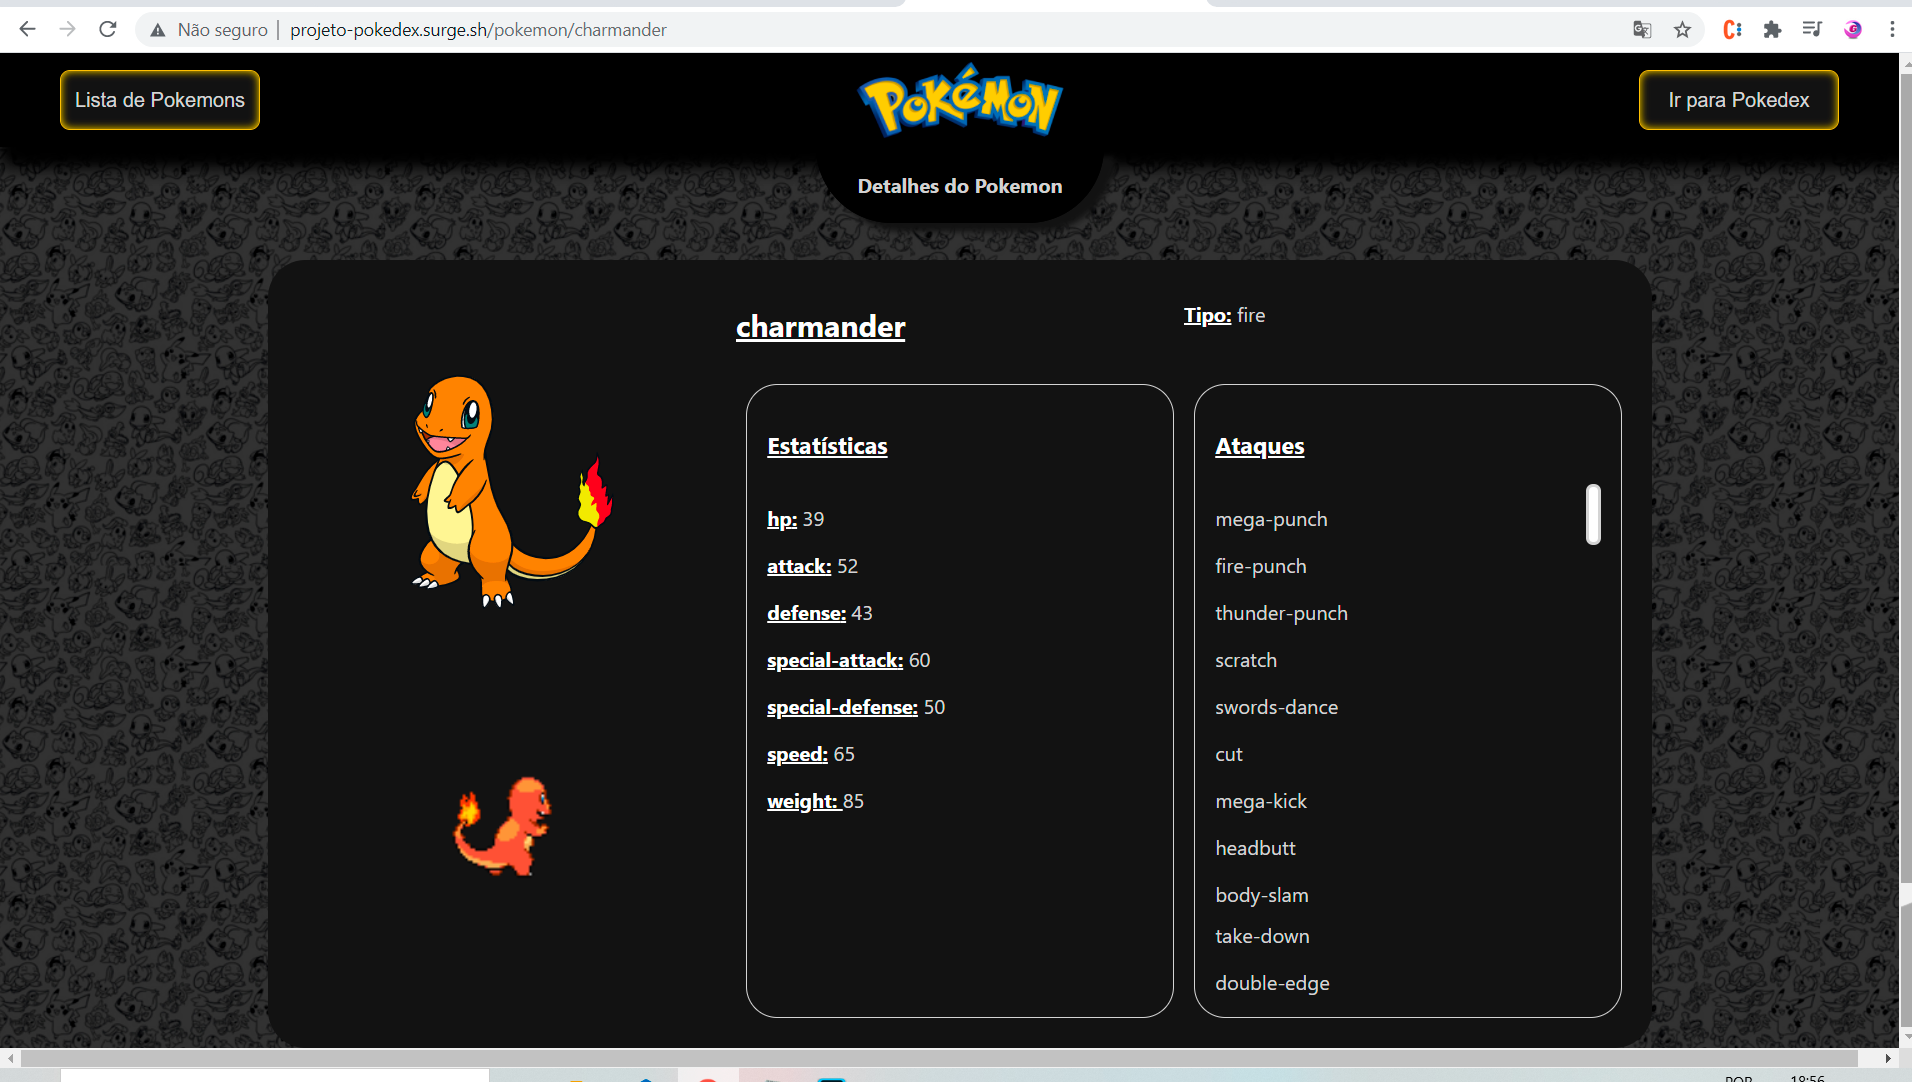 Não seguro | projeto-pokedex.surge.sh/pokemon/charmander
Lista de Pokemons
POKéMON
Ir para Pokedex
Detalhes do Pokemon
charmander
Tipo: fire
Estatísticas
hp: 39
attack: 52
defense: 43
special-attack: 60
special-defense: 50
speed: 65
weight: 85
Ataques
mega-punch
fire-punch
thunder-punch
scratch
swords-dance
cut
mega-kick
headbutt
body-slam
take-down
double-edge
POR
18:56